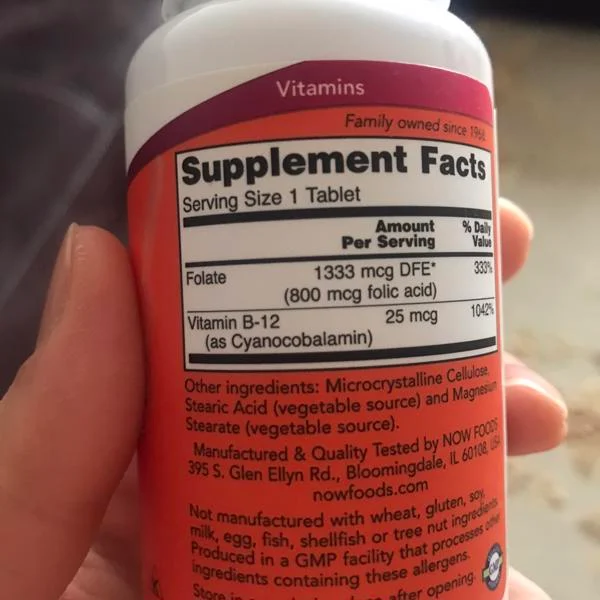 Vitamins
Family owned since 1968
Supplement Facts
Serving Size 1 Tablet
Amount Per Serving
% Daily Value
Folate 1333 mcg DFE* 333%
(800 mcg folic acid)
Vitamin B-12 25 mcg 1042%
(as Cyanocobalamin)
Other ingredients: Microcrystalline Cellulose,
Stearic Acid (vegetable source) and Magnesium
Stearate (vegetable source).
Manufactured & Quality Tested by NOW FOODS
395 S. Glen Ellyn Rd., Bloomingdale, IL 60108, USA
nowfoods.com
Not manufactured with wheat, gluten, soy,
milk, egg, fish, shellfish or tree nut ingredients.
Produced in a GMP facility that processes other
ingredients containing these allergens.
Store in after opening.
GMP